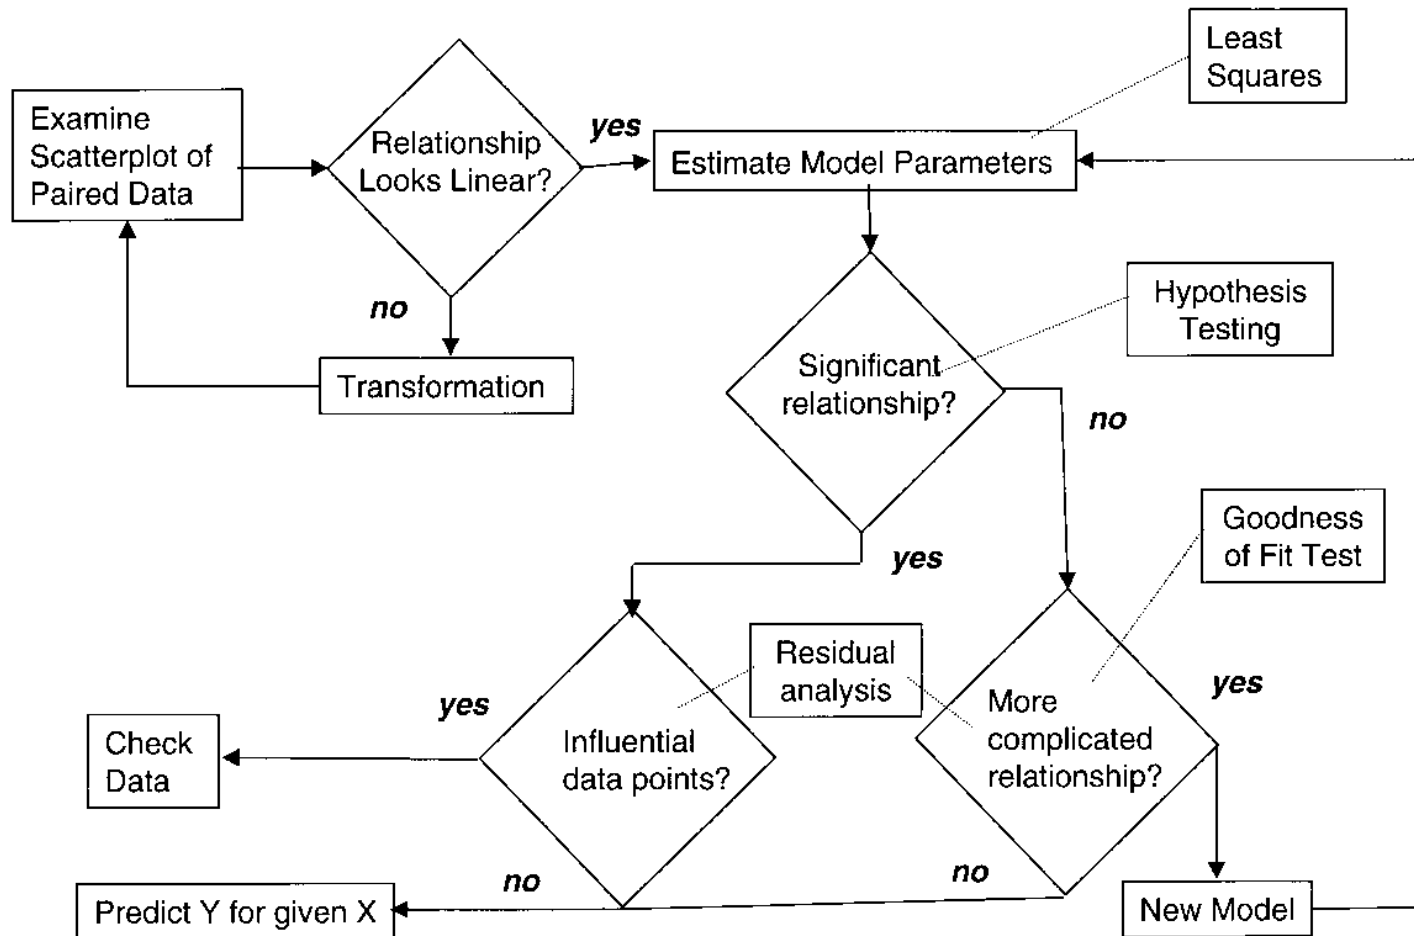 Least
Squares
Examine
Scatterplot of
Paired Data
Relationship
Looks Linear?
yes
Estimate Model Parameters
no
Transformation
Hypothesis
Testing
Significant
relationship?
no
yes
Goodness
of Fit Test
Residual
analysis
yes
Influential
data points?
yes
More
complicated
relationship?
Check
Data
no
no
Predict Y for given X
New Model